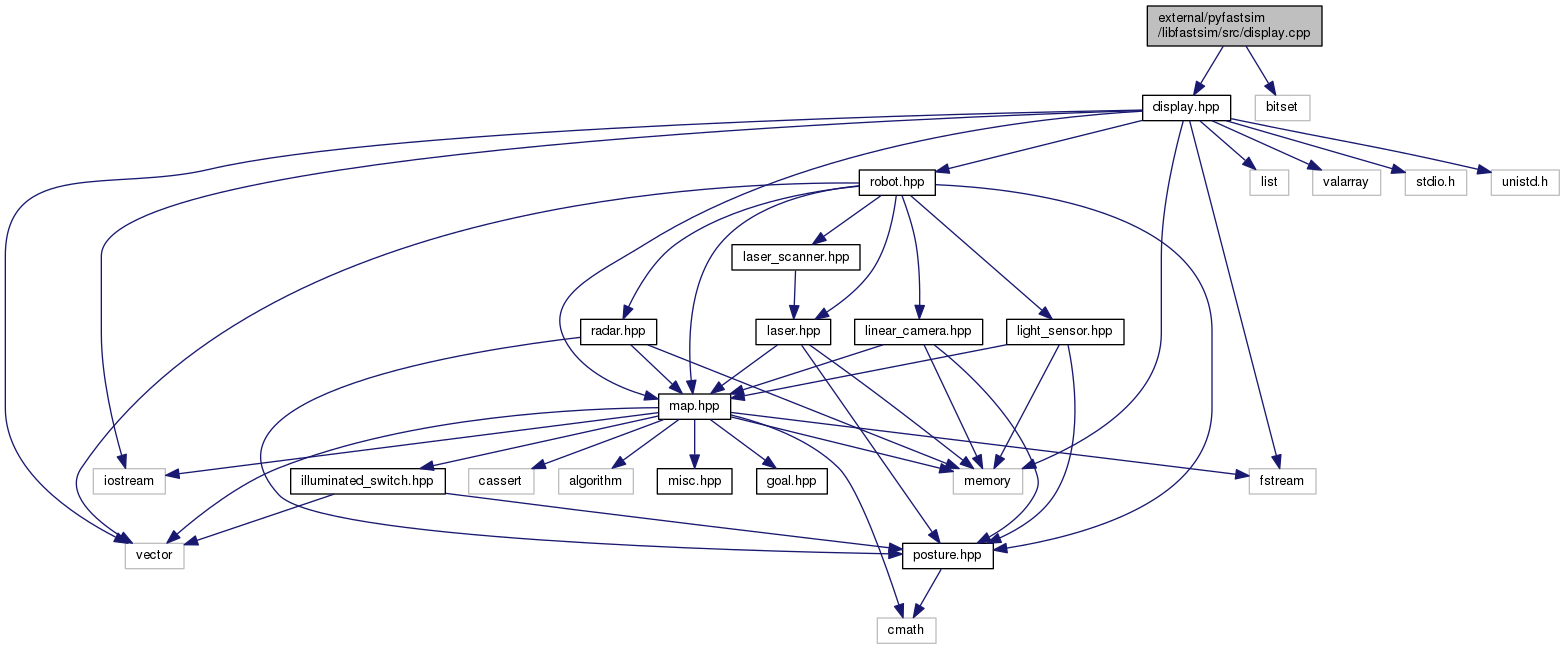 external/pyfastsim
/libfastsim/src/display.cpp
display.hpp
bitset
robot.hpp
list
valarray
stdio.h
unistd.h
laser_scanner.hpp
radar.hpp
laser.hpp
linear_camera.hpp
light_sensor.hpp
map.hpp
iostream
illuminated_switch.hpp
cassert
algorithm
misc.hpp
goal.hpp
memory
fstream
vector
posture.hpp
cmath